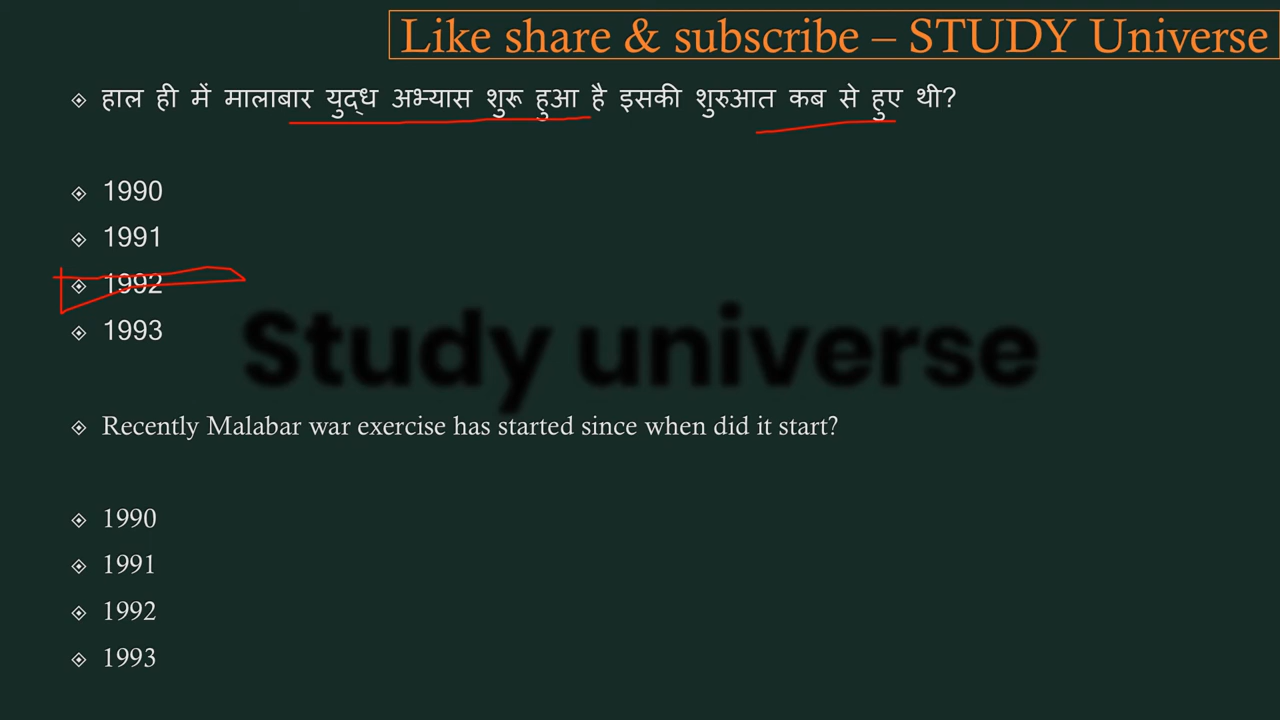 Like share & subscribe – STUDY Universe
हाल ही में मालाबार युद्ध अभ्यास शुरू हुआ है इसकी शुरुआत कब से हुए थी?
1990
1991
1992
1993
Study universe
Recently Malabar war exercise has started since when did it start?
1990
1991
1992
1993